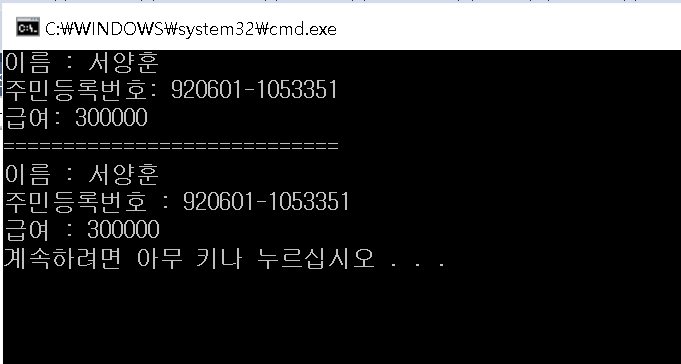 C:₩WINDOWS₩system32₩cmd.exe
이름 : 서양훈
주민등록번호: 920601-1053351
급여: 300000
============================
이름 : 서양훈
주민등록번호 : 920601-1053351
급여 : 300000
계속하려면 아무 키나 누르십시오 . . .